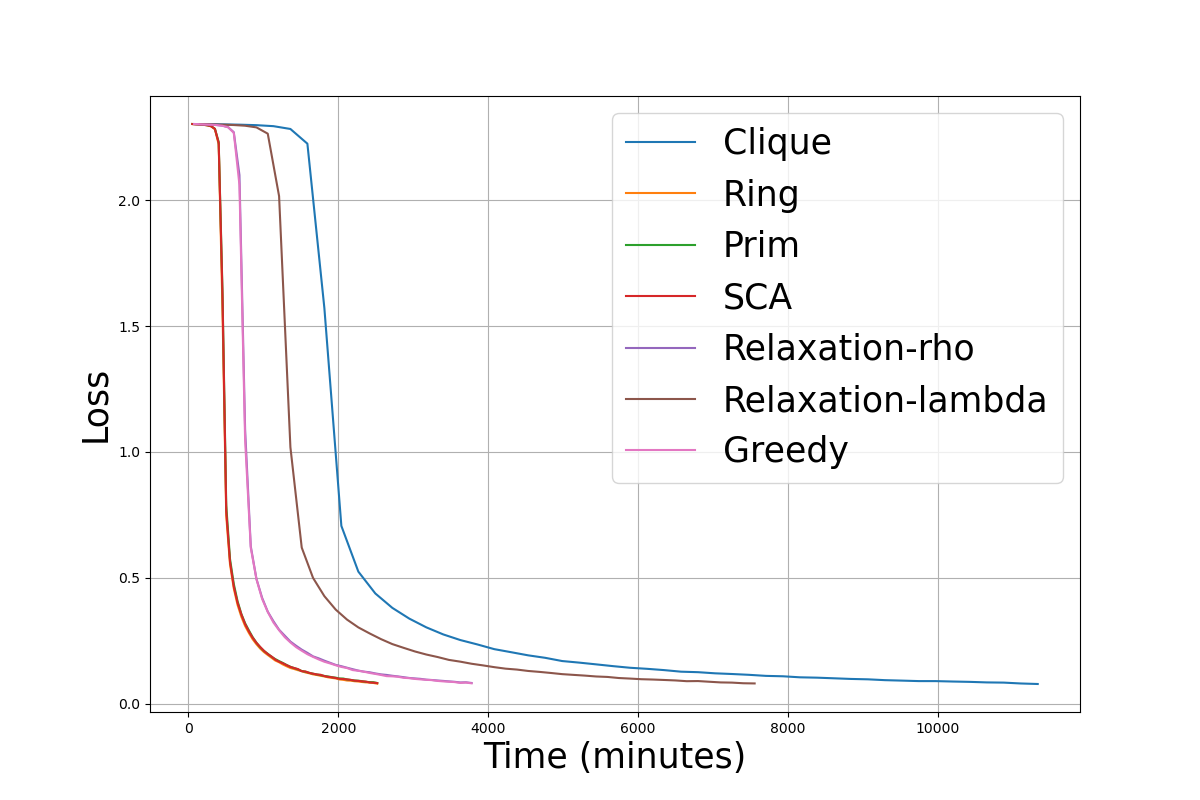 Loss
2.0
1.5
1.0
0.5
0.0
0
2000
4000
6000
8000
10000
Time (minutes)
Clique
Ring
Prim
SCA
Relaxation-rho
Relaxation-lambda
Greedy